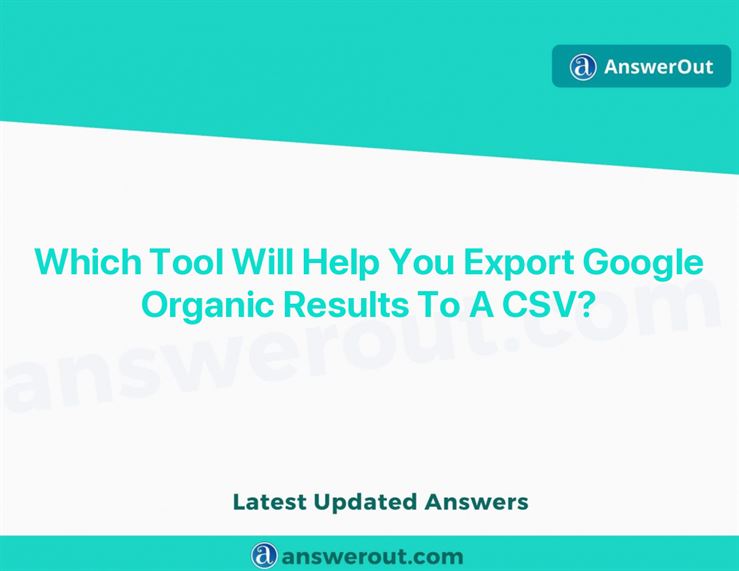 AnswerOut
Which Tool Will Help You Export Google
Organic Results To A CSV?
answerout.com
Latest Updated Answers
answerout.com